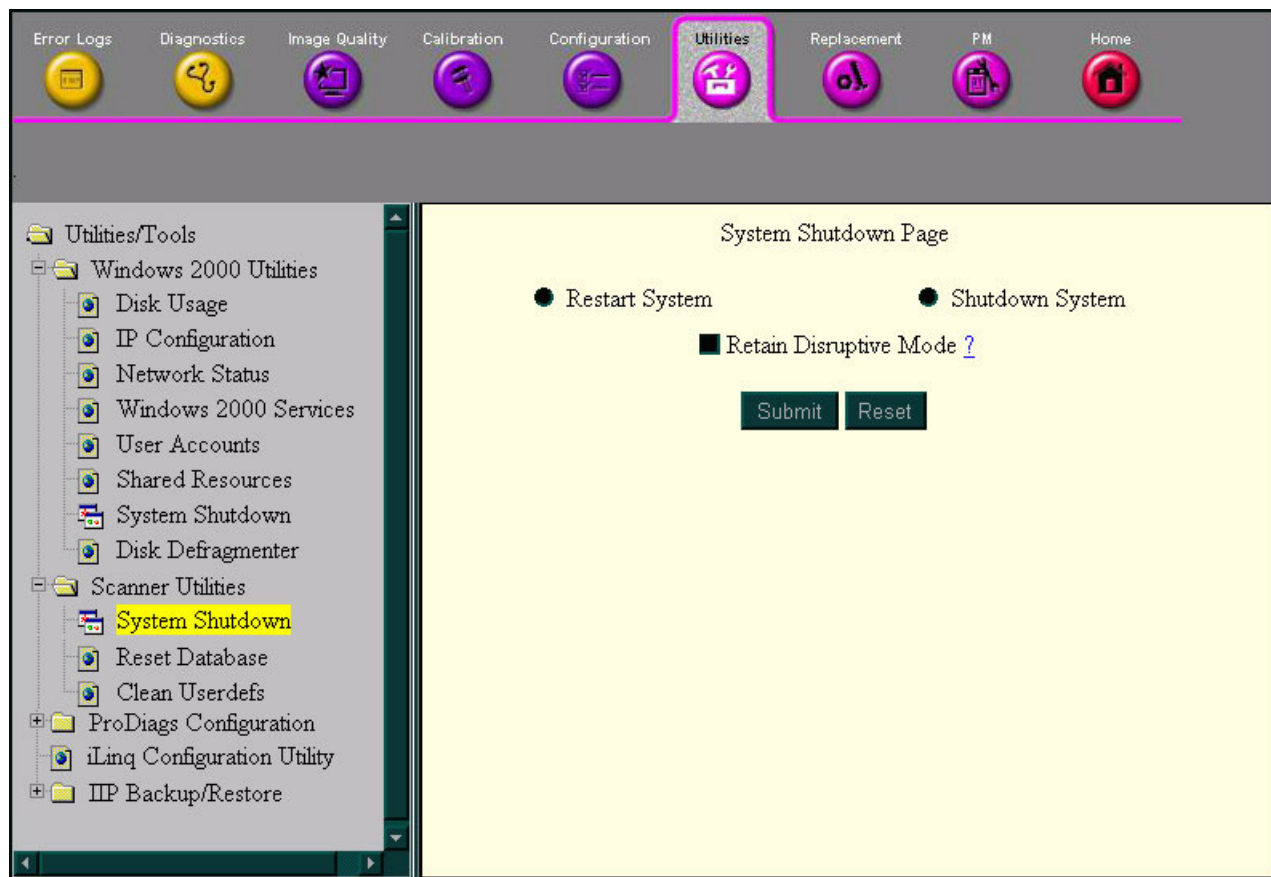 Error Logs Diagnostics Image Quality Calibration Configuration Utilities Replacement PM Home
Utilities/Tools
Windows 2000 Utilities
Disk Usage
IP Configuration
Network Status
Windows 2000 Services
User Accounts
Shared Resources
System Shutdown
Disk Defragmenter
Scanner Utilities
System Shutdown
Reset Database
Clean Userdefs
ProDiags Configuration
iLinq Configuration Utility
IIP Backup/Restore
System Shutdown Page
Restart System Shutdown System
Retain Disruptive Mode ?
Submit Reset